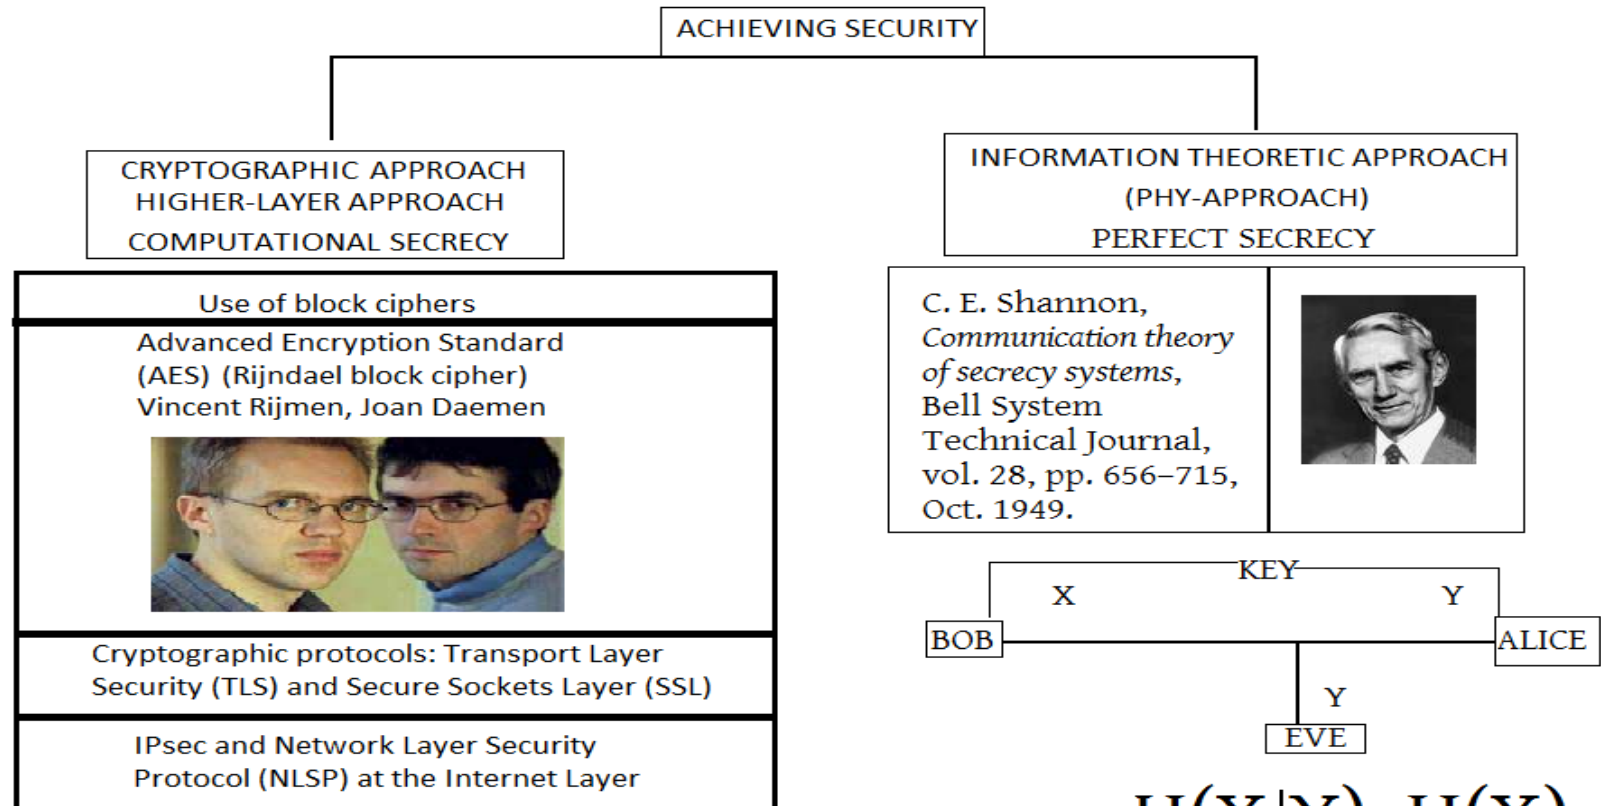 ACHIEVING SECURITY
CRYPTOGRAPHIC APPROACH
HIGHER-LAYER APPROACH
COMPUTATIONAL SECRECY
Use of block ciphers
Advanced Encryption Standard
(AES) (Rijndael block cipher)
Vincent Rijmen, Joan Daemen
Cryptographic protocols: Transport Layer
Security (TLS) and Secure Sockets Layer (SSL)
IPsec and Network Layer Security
Protocol (NLSP) at the Internet Layer
INFORMATION THEORETIC APPROACH
(PHY-APPROACH)
PERFECT SECRECY
C. E. Shannon,
Communication theory
of secrecy systems,
Bell System
Technical Journal,
vol. 28, pp. 656–715,
Oct. 1949.
KEY
X Y
BOB ALICE
Y
EVE